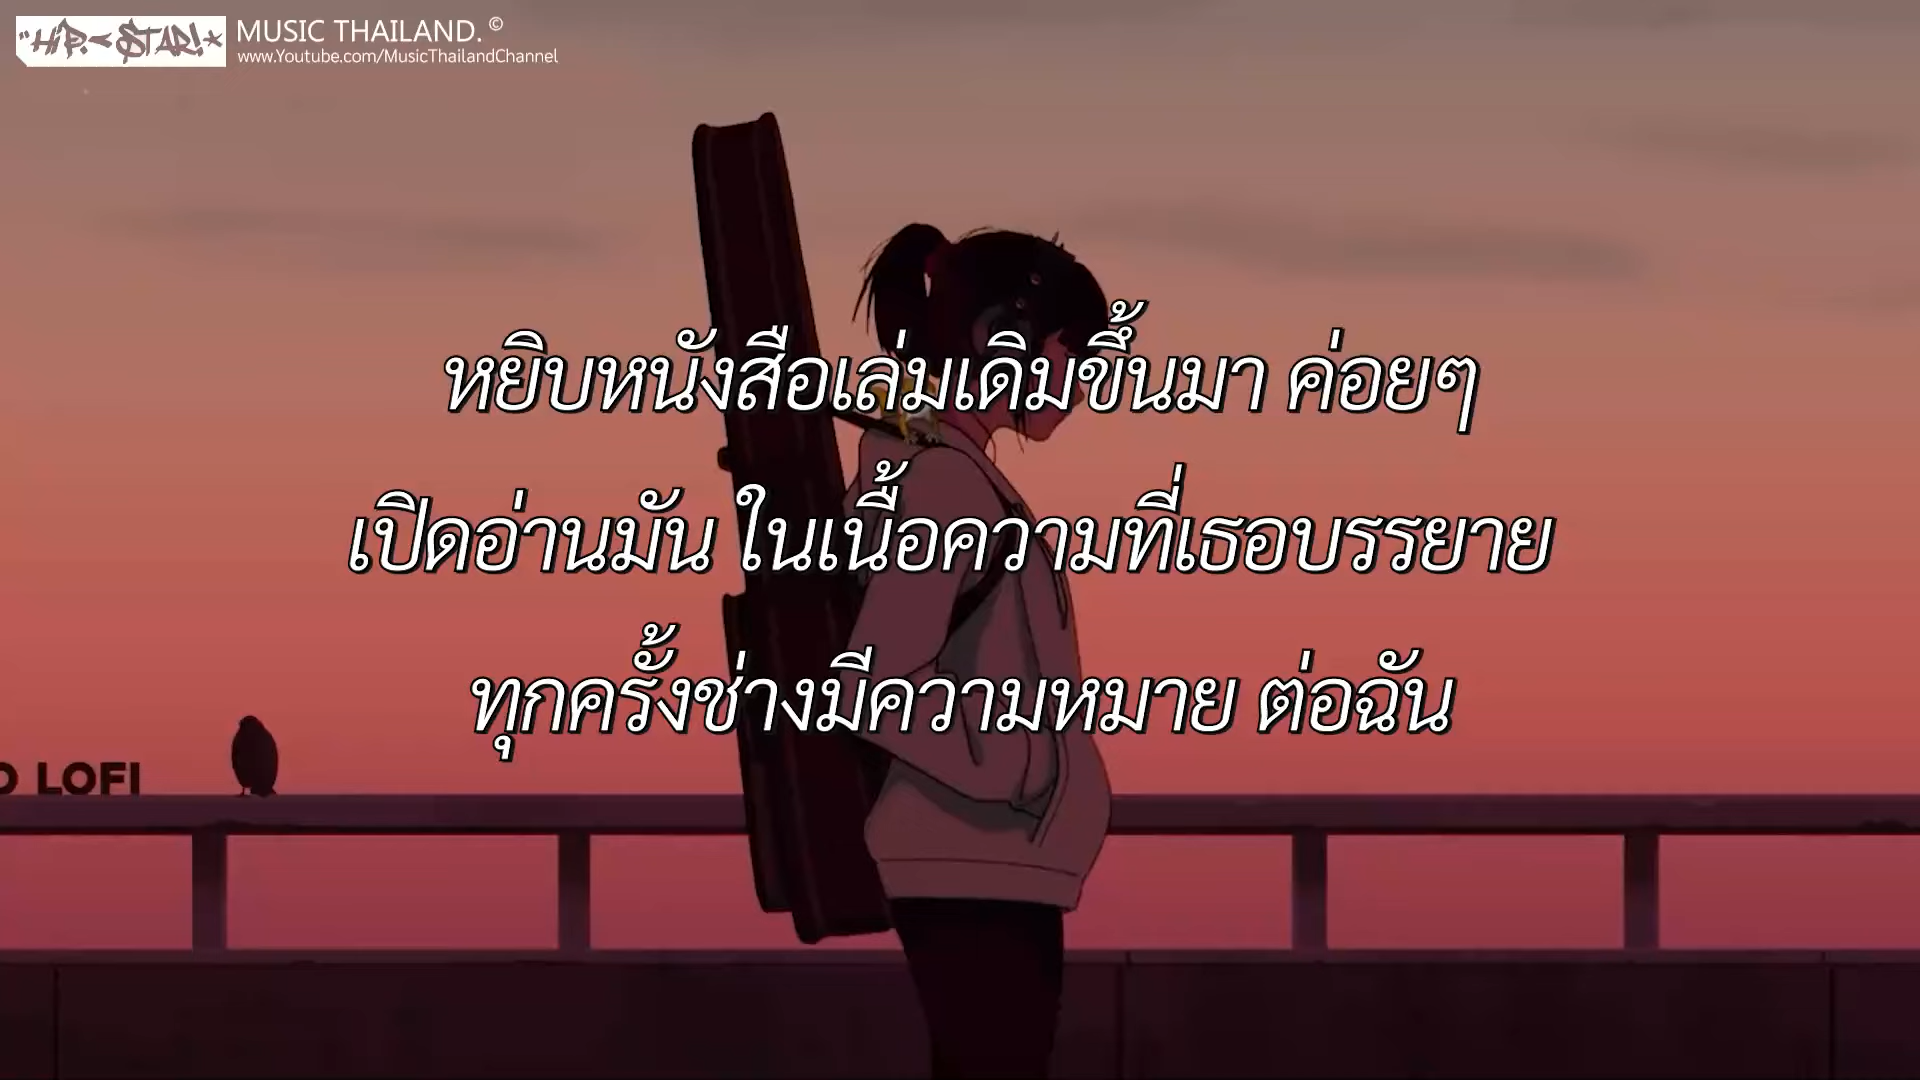 "HiP.<$TAR!*
MUSIC THAILAND.©
www.Youtube.com/MusicThailandChannel
หยิบหนังสือเล่มเดิมขึ้นมา ค่อยๆ
เปิดอ่านมัน ในเนื้อความที่เธอบรรยาย
ทุกครั้งช่างมีความหมาย ต่อฉัน
LOFI